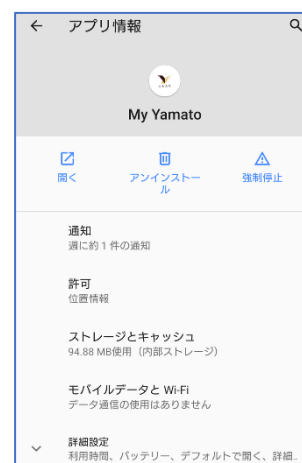 アプリ情報
My Yamato
開く
アンインストー
ル
強制停止
通知
週に約 1 件の通知
許可
位置情報
ストレージとキャッシュ
94.88 MB使用（内部ストレージ）
モバイルデータと Wi-Fi
データ通信の使用はありません
詳細設定
利用時間、バッテリー、デフォルトで開く、詳細..